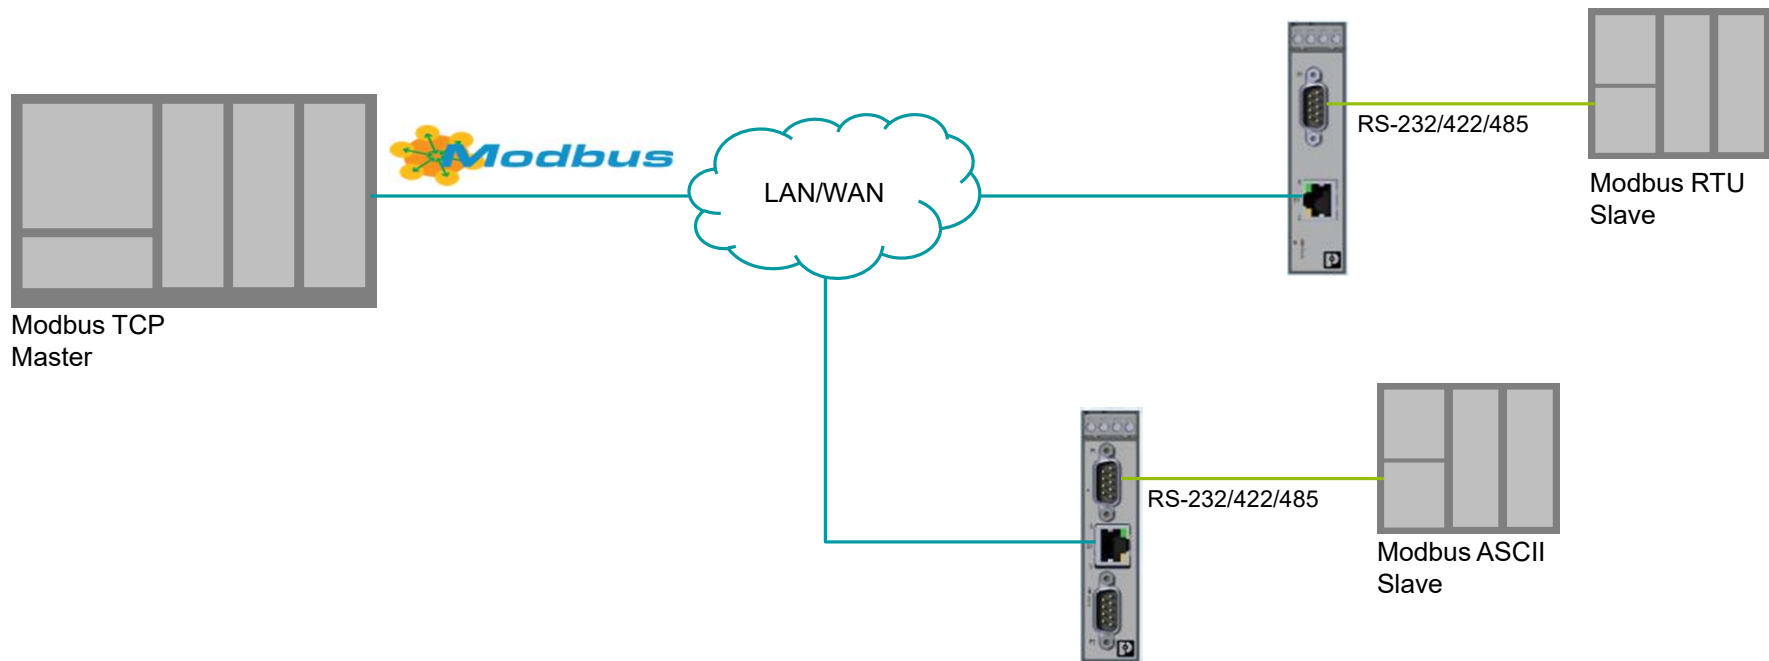 Modbus
LAN/WAN
RS-232/422/485
Modbus RTU
Slave
Modbus TCP
Master
RS-232/422/485
Modbus ASCII
Slave